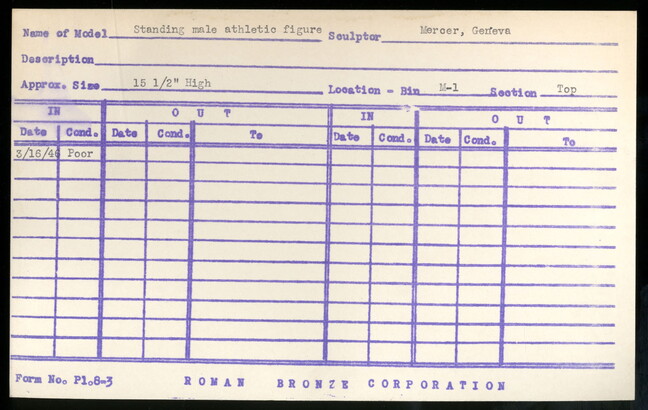 Name of Model Standing male athletic figure Sculptor Mercer, Geneva
Description
Approx. Size 15 1/2" High Location - Bin M-1 Section Top
IN OUT IN OUT
Date Cond. Date Cond. To Date Cond. Date Cond. To
3/16/46 Poor
Form No. P1.8-3 ROMAN BRONZE CORPORATION